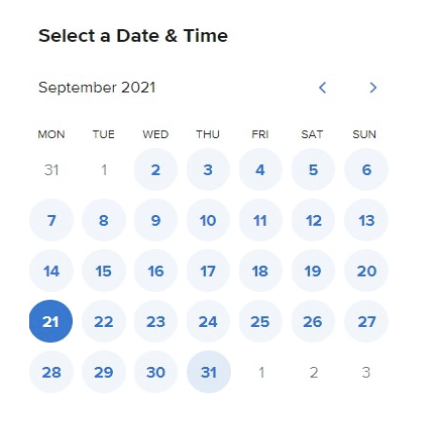 Select a Date & Time
September 2021
MON TUE WED THU FRI SAT SUN
31 1 2 3 4 5 6
7 8 9 10 11 12 13
14 15 16 17 18 19 20
21 22 23 24 25 26 27
28 29 30 31 1 2 3